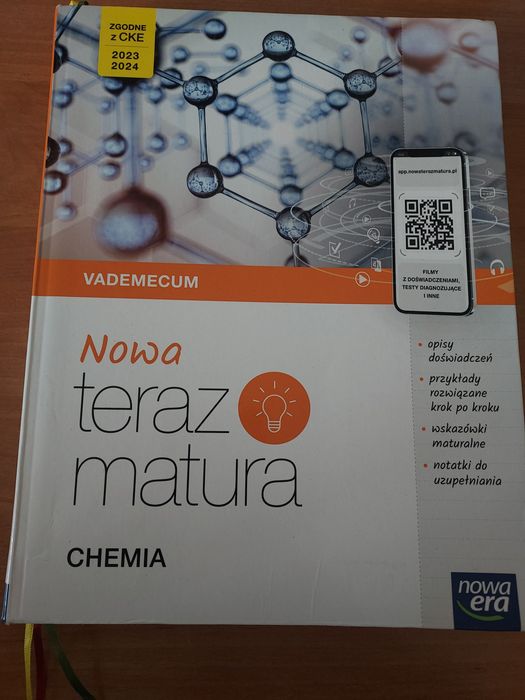 ZGODNE
z CKE
2023
2024
app.nowaterazmatura.pl
FILMY
Z DOŚWIADCZENIAMI,
TESTY DIAGNOZUJĄCE
I INNE
VADEMECUM
Nowa
teraz
matura
CHEMIA
• opisy
doświadczeń
• przykłady
rozwiązane
krok po kroku
• wskazówki
maturalne
• notatki do
uzupełniania
nowa
era